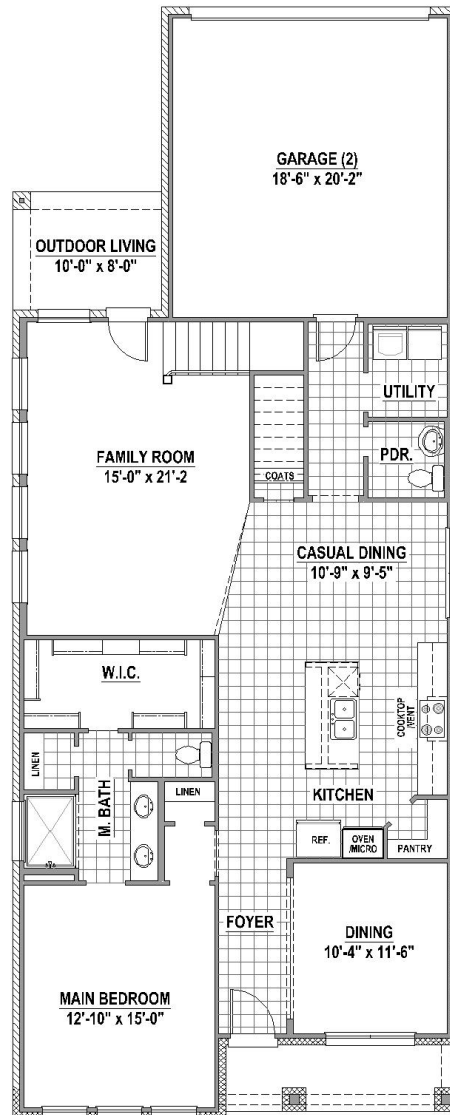 GARAGE (2)
18'-6" x 20'-2"
OUTDOOR LIVING
10'-0" x 8'-0"
UTILITY
PDR.
FAMILY ROOM
15'-0" x 21'-2
COATS
CASUAL DINING
10'-9" x 9'-5"
W.I.C.
COOKTOP
/VENT
LINEN
M. BATH
LINEN
KITCHEN
REF.
OVEN
/MICRO
PANTRY
FOYER
DINING
10'-4" x 11'-6"
MAIN BEDROOM
12'-10" x 15'-0"